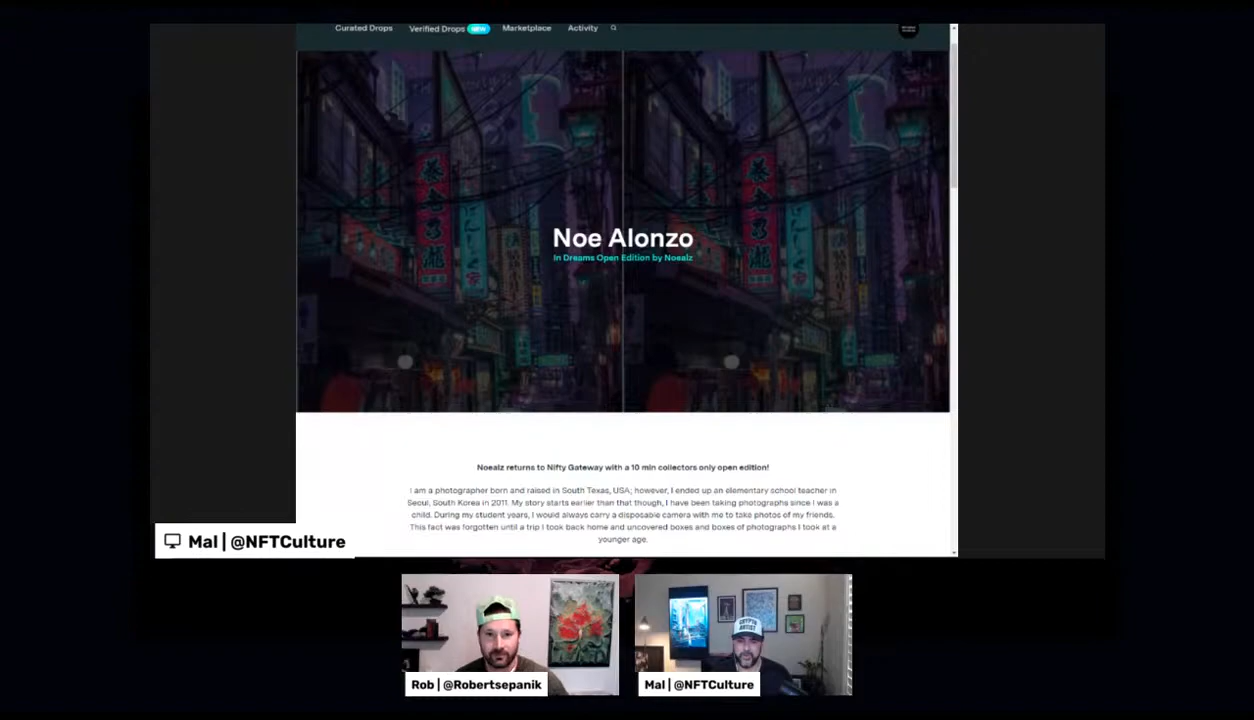 Curated Drops Verified Drops NEW Marketplace Activity
Noe Alonzo
In Dreams Open Edition by Noealz
Noealz returns to Nifty Gateway with a 10 min collectors only open edition!
I am a photographer born and raised in South Texas, USA; however, I ended up an elementary school teacher in
Seoul, South Korea in 2011. My story starts earlier than that though, I have been taking photographs since I was a
child. During my student years, I would always carry a disposable camera with me to take photos of my friends.
This fact was forgotten until a trip I took back home and uncovered boxes and boxes of photographs I took at a
younger age.
Mal | @NFTCulture
Rob | @Robertsepanik
Mal | @NFTCulture